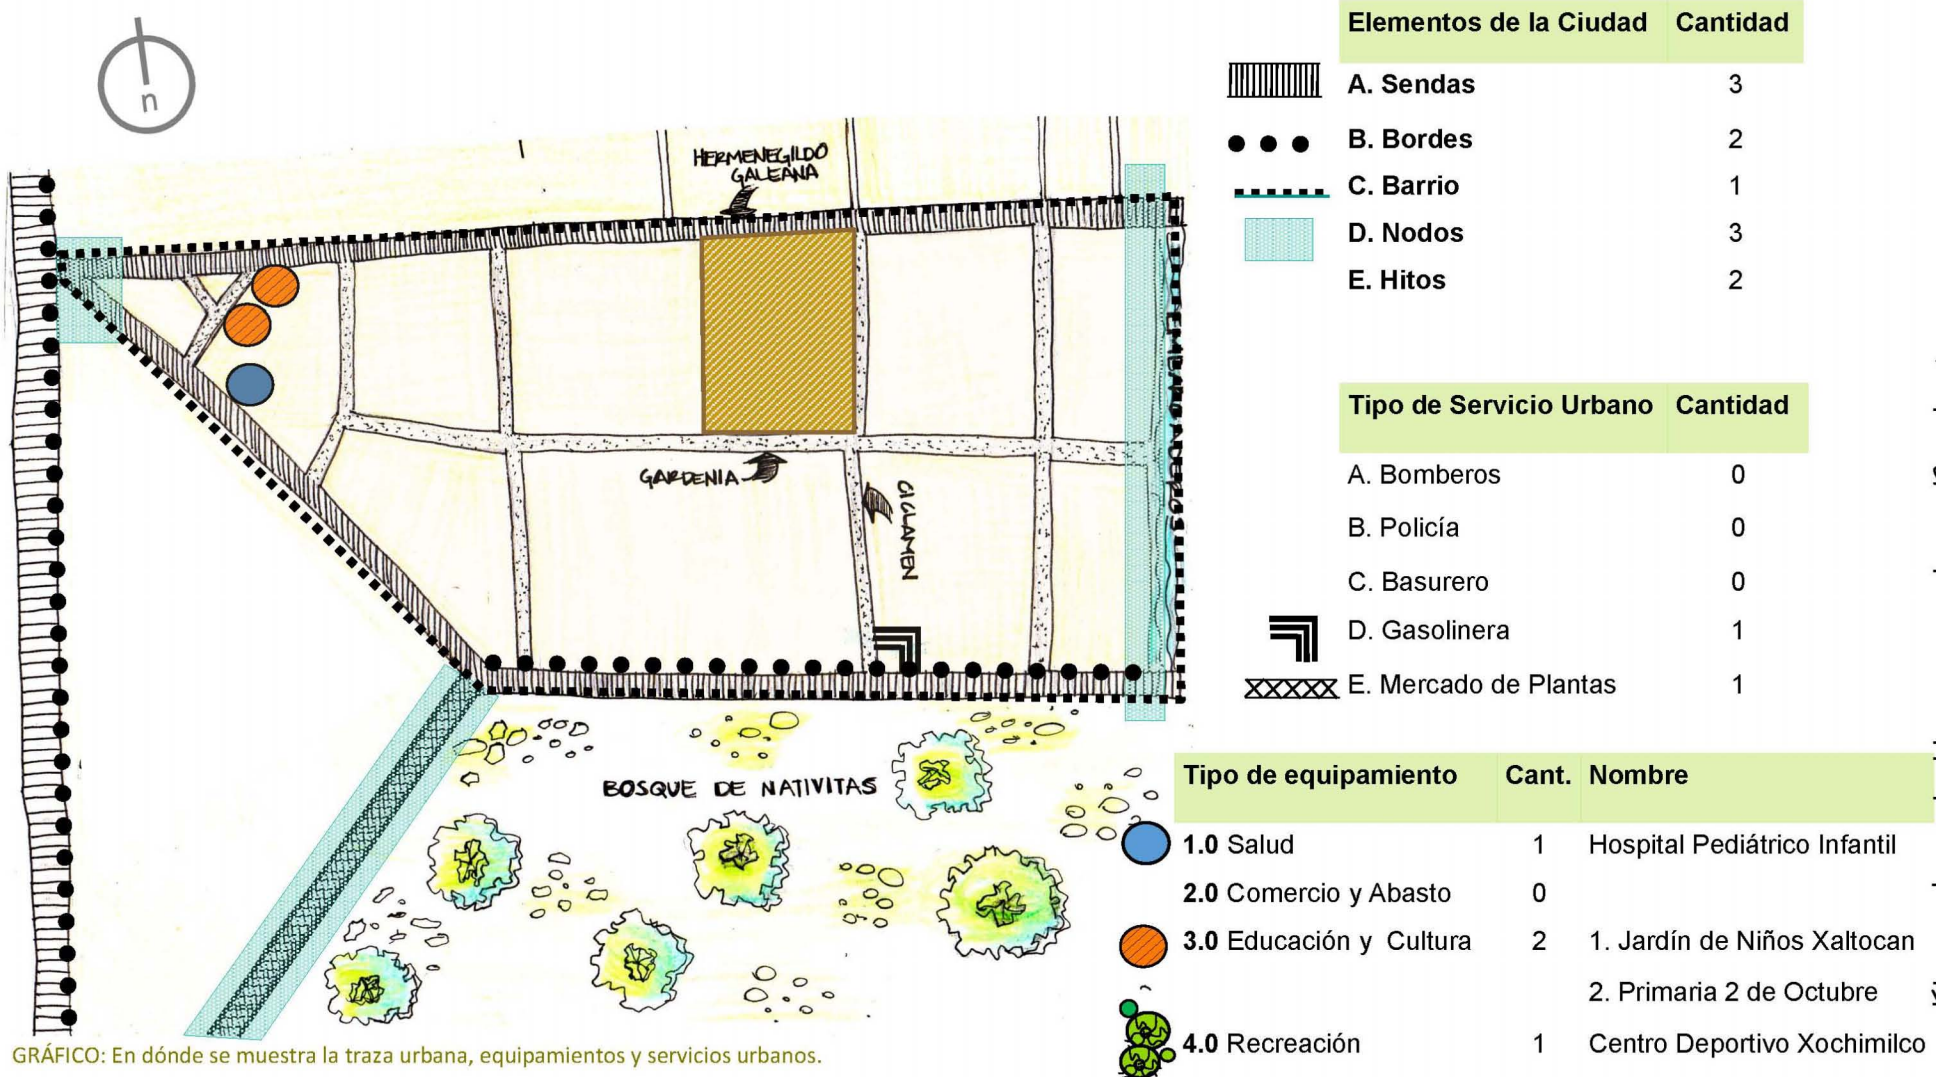 n
HERMENEGILDO
GALEANA
GARDENIA
CICLAMEN
BOSQUE DE NATIVITAS
GRÁFICO: En dónde se muestra la traza urbana, equipamientos y servicios urbanos.
Elementos de la Ciudad Cantidad
A. Sendas 3
B. Bordes 2
C. Barrio 1
D. Nodos 3
E. Hitos 2
Tipo de Servicio Urbano Cantidad
A. Bomberos 0
B. Policía 0
C. Basurero 0
D. Gasolinera 1
E. Mercado de Plantas 1
Tipo de equipamiento Cant. Nombre
1.0 Salud 1 Hospital Pediátrico Infantil
2.0 Comercio y Abasto 0
3.0 Educación y Cultura 2 1. Jardín de Niños Xaltocan
2. Primaria 2 de Octubre
4.0 Recreación 1 Centro Deportivo Xochimilco